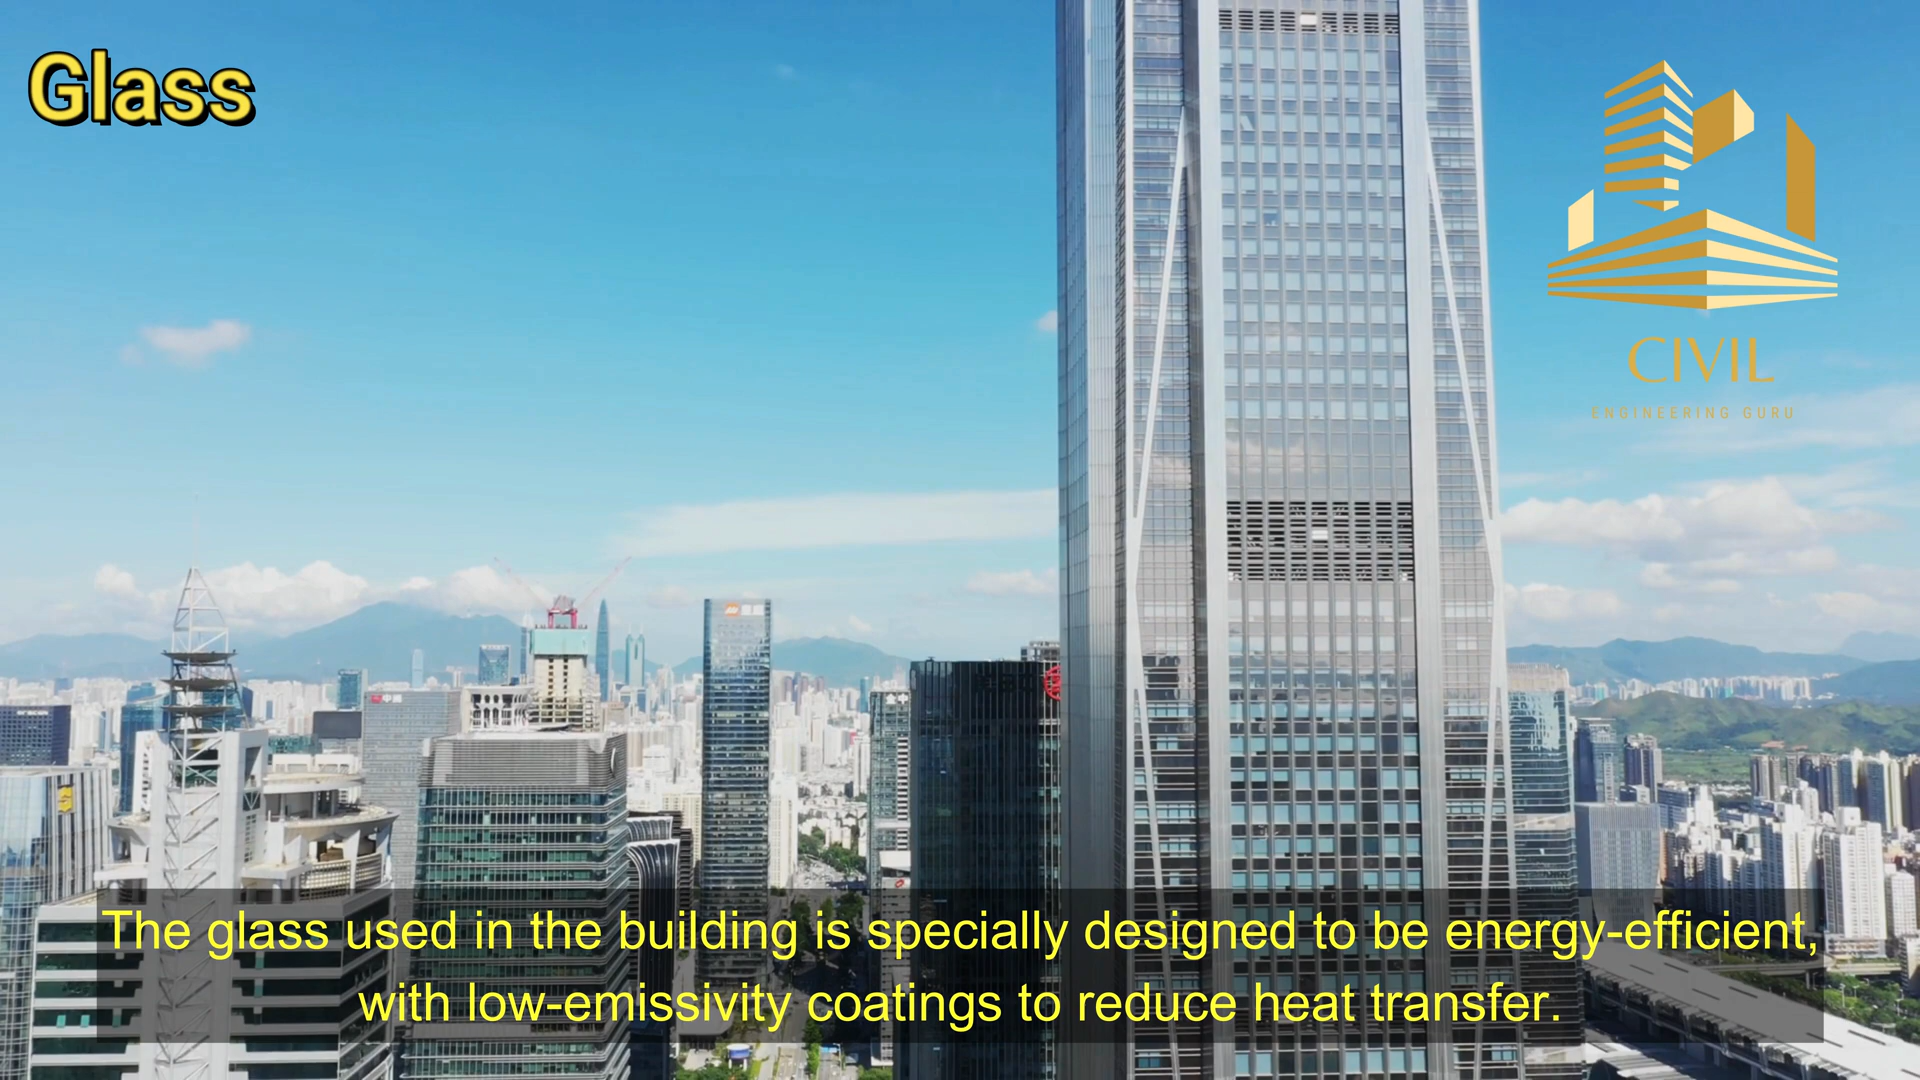 Glass
CIVIL
ENGINEERING GURU
The glass used in the building is specially designed to be energy-efficient,
with low-emissivity coatings to reduce heat transfer.